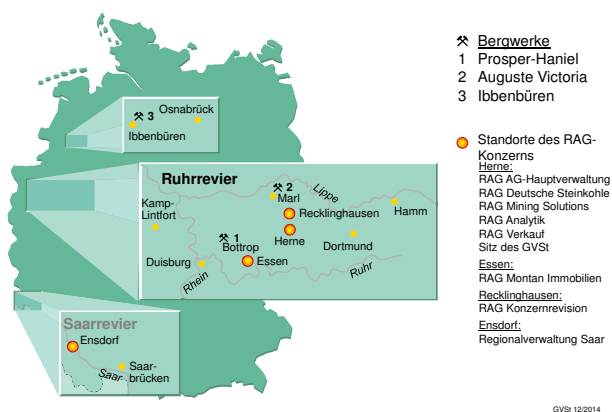 3 Osnabrück
Ibbenbüren
Ruhrrevier
2
Marl
Lippe
Kamp-
Lintfort
Recklinghausen
Hamm
1
Bottrop
Herne
Dortmund
Duisburg
Essen
Rhein
Ruhr
Saarrevier
Ensdorf
Saar
Saar-
brücken
Bergwerke
1 Prosper-Haniel
2 Auguste Victoria
3 Ibbenbüren
Standorte des RAG-
Konzerns
Herne:
RAG AG-Hauptverwaltung
RAG Deutsche Steinkohle
RAG Mining Solutions
RAG Analytik
RAG Verkauf
Sitz des GVSt
Essen:
RAG Montan Immobilien
Recklinghausen:
RAG Konzernrevision
Ensdorf:
Regionalverwaltung Saar
GVSt 12/2014